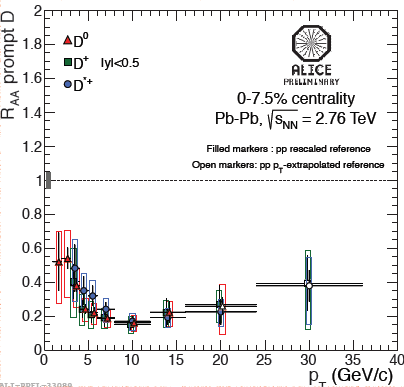 R_AA prompt D
2
1.8
1.6
1.4
1.2
1
0.8
0.6
0.4
0.2
0
D⁰
D⁺ |y|<0.5
D*⁺
ALICE
PRELIMINARY
0-7.5% centrality
Pb-Pb, √s_NN = 2.76 TeV
Filled markers : pp rescaled reference
Open markers: pp p_T-extrapolated reference
0 5 10 15 20 25 30 35 40
p_T (GeV/c)